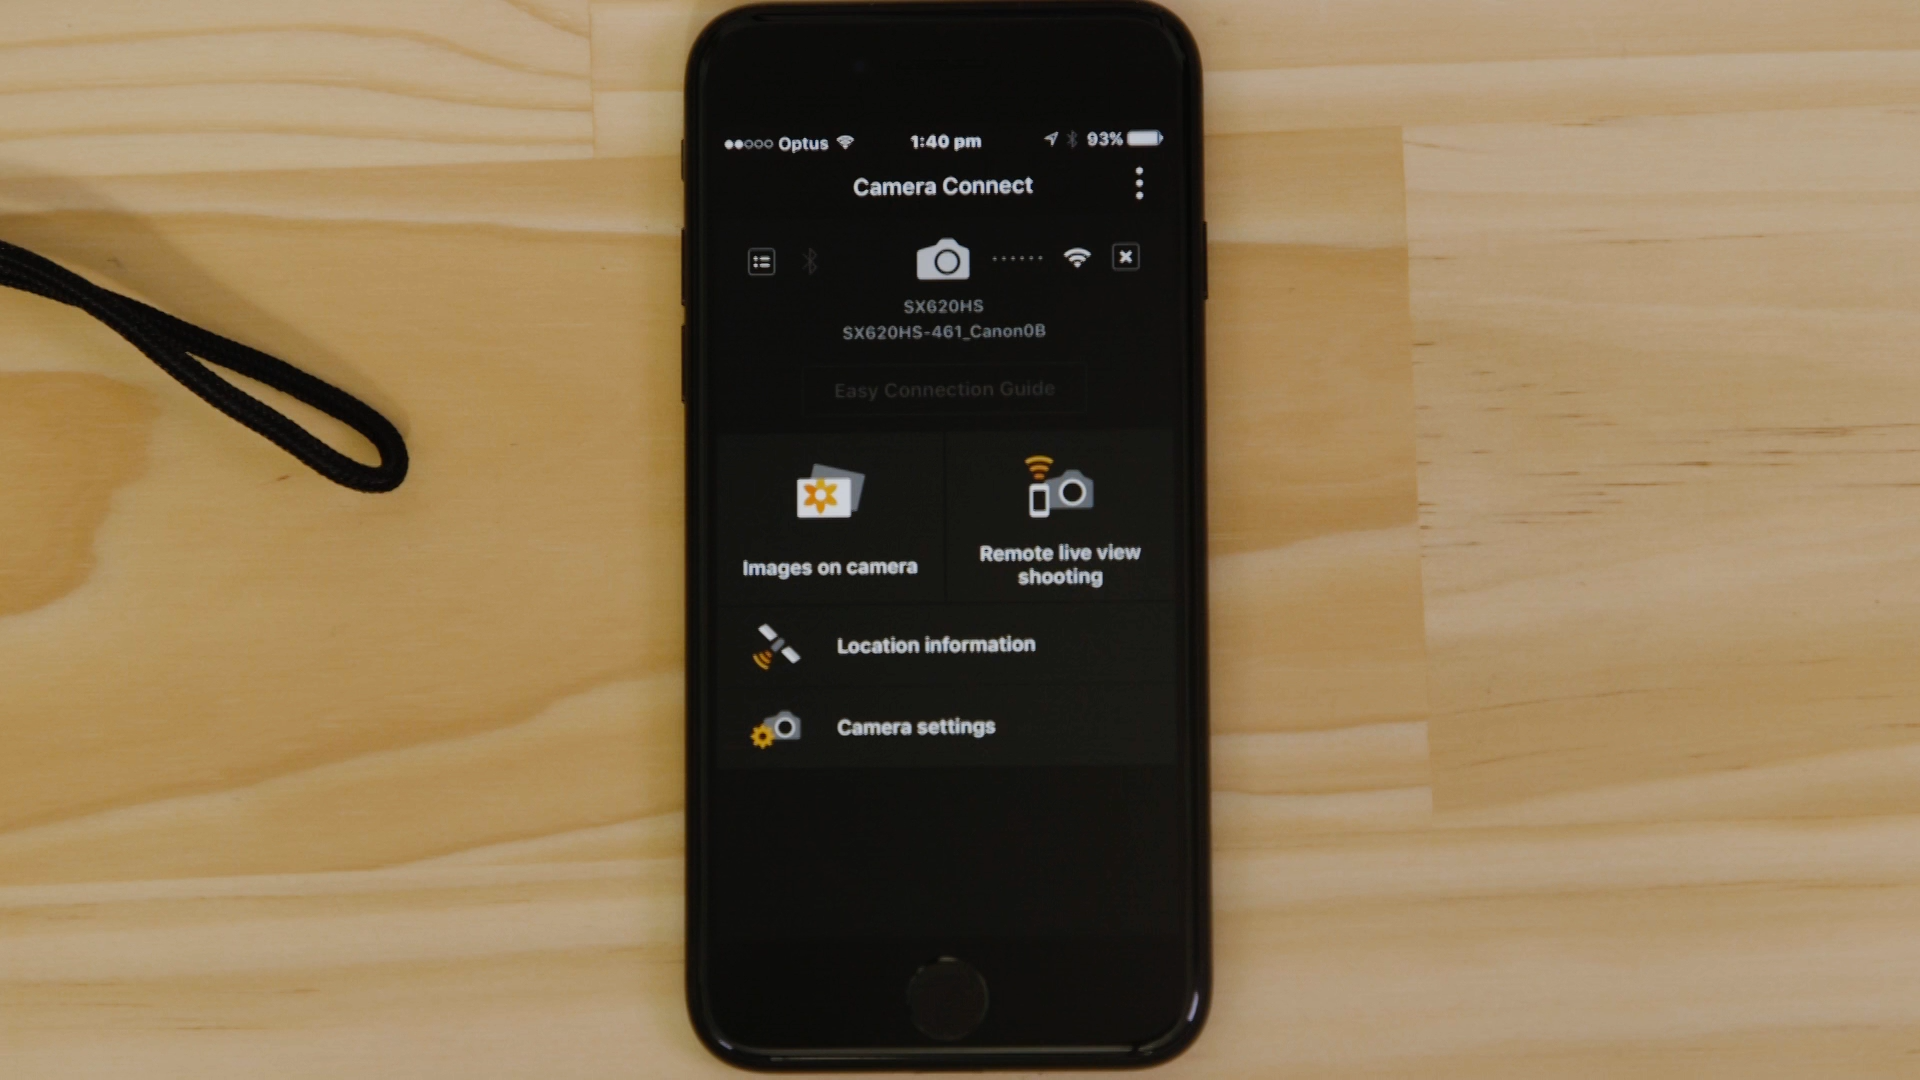 Optus 1:40 pm 93%
Camera Connect
SX620HS
SX620HS-461_Canon0B
Easy Connection Guide
Images on camera
Remote live view
shooting
Location information
Camera settings